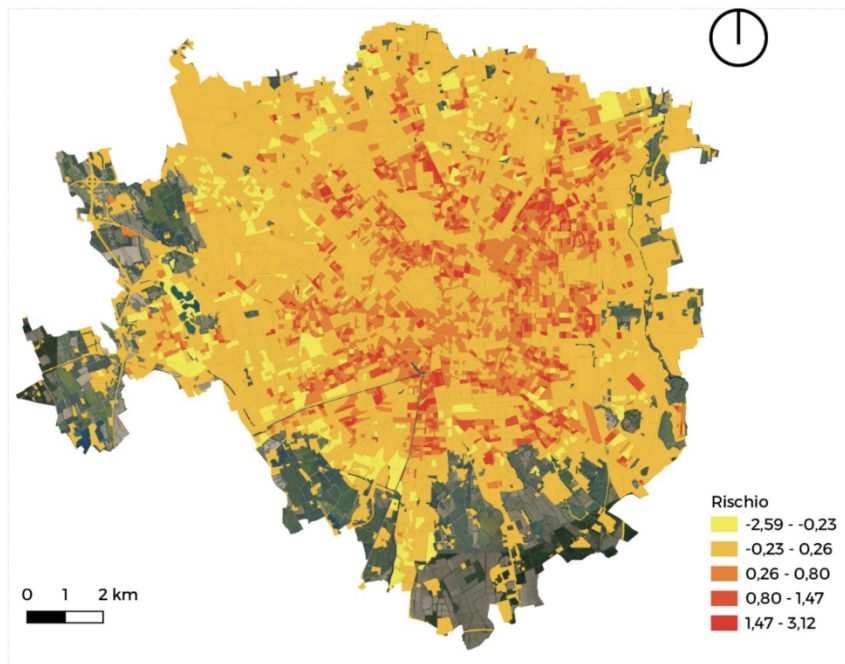 Rischio
-2,59 - -0,23
-0,23 - 0,26
0,26 - 0,80
0,80 - 1,47
1,47 - 3,12
0 1 2 km